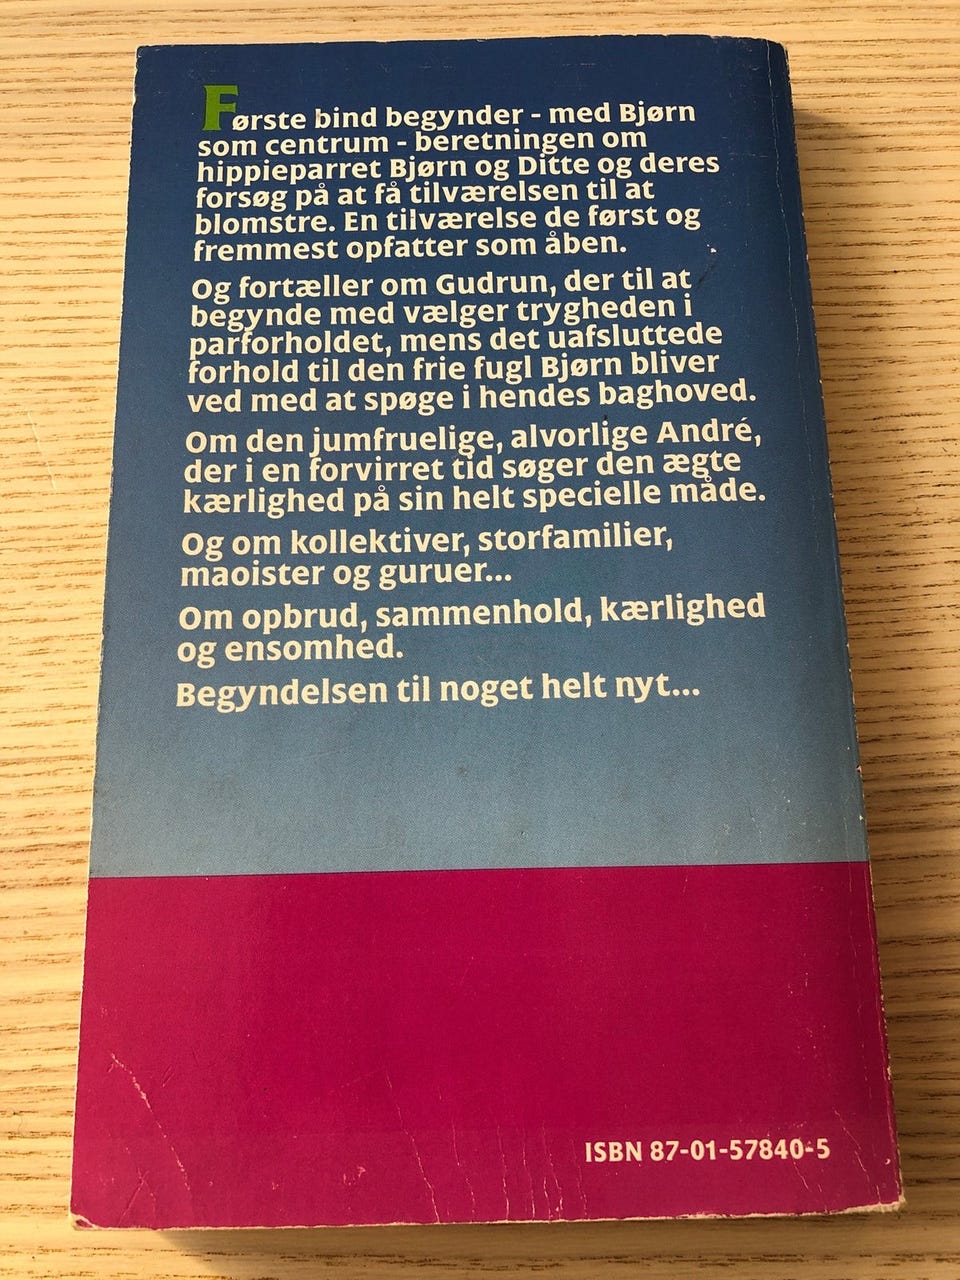 Første bind begynder - med Bjørn
som centrum - beretningen om
hippieparret Bjørn og Ditte og deres
forsøg på at få tilværelsen til at
blomstre. En tilværelse de først og
fremmest opfatter som åben.
Og fortæller om Gudrun, der til at
begynde med vælger trygheden i
parforholdet, mens det uafsluttede
forhold til den frie fugl Bjørn bliver
ved med at spøge i hendes baghoved.
Om den jumfruelige, alvorlige André,
der i en forvirret tid søger den ægte
kærlighed på sin helt specielle måde.
Og om kollektiver, storfamilier,
maoister og guruer...
Om opbrud, sammenhold, kærlighed
og ensomhed.
Begyndelsen til noget helt nyt...
ISBN 87-01-57840-5